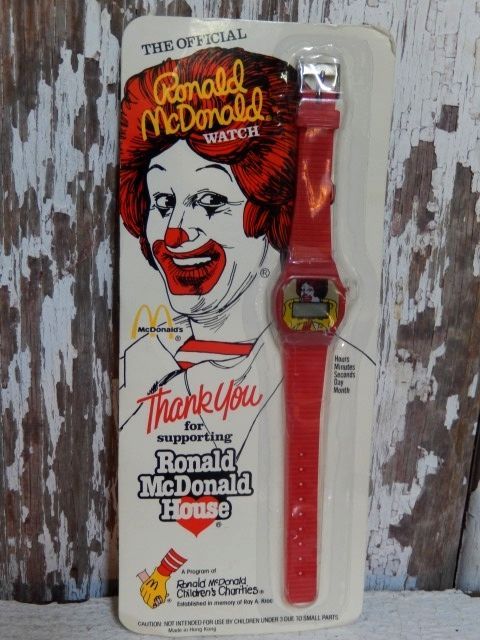 THE OFFICIAL
Ronald
McDonald®
WATCH
®
McDonald's
®
Hours
Minutes
Seconds
Day
Month
Thank You
for
supporting
Ronald
McDonald
House
®
A Program of
Ronald McDonald
Children's Charities®
Established in memory of Ray A. Kroc
CAUTION: NOT INTENDED FOR USE BY CHILDREN UNDER 3 DUE TO SMALL PARTS.
Made in Hong Kong